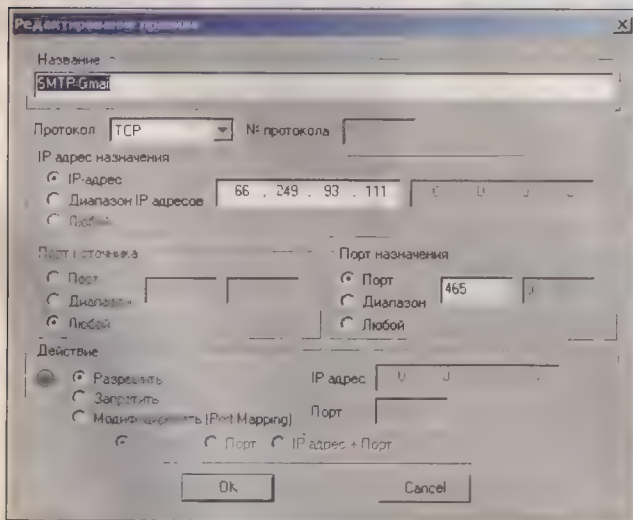 Редактирование правил
Название
SMTP-Gmai
Протокол TCP № протокола
IP адрес назначения
IP-адрес 66 . 249 . 93 . 111
Диапазон IP адресов
Любой
Порт источника Порт назначения
Порт Порт 465
Диапазон Диапазон
Любой Любой
Действие
Разрешить IP адрес
Запретить
Модифицировать (Port Mapping) Порт
Порт IP адрес + Порт
Ok Cancel